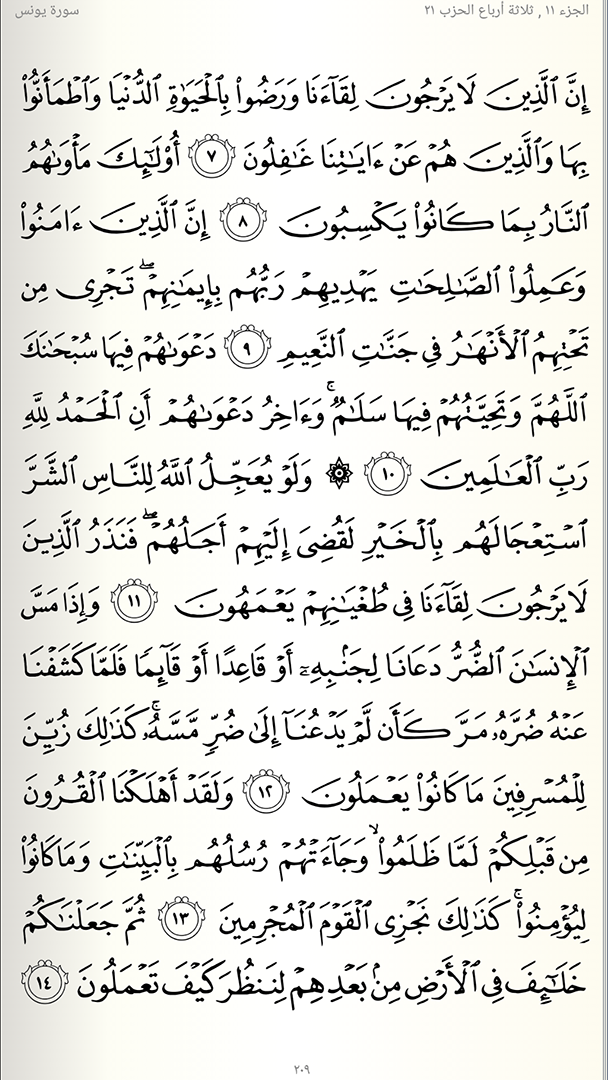 الجزء ١١ , ثلاثة أرباع الحزب ٢١ سورة يونس
إِنَّ ٱلَّذِينَ لَا يَرۡجُونَ لِقَآءَنَا وَرَضُواْ بِٱلۡحَيَوٰةِ ٱلدُّنۡيَا وَٱطۡمَأَنُّواْ
بِهَا وَٱلَّذِينَ هُمۡ عَنۡ ءَايَٰتِنَا غَٰفِلُونَ ٧ أُوْلَٰٓئِكَ مَأۡوَىٰهُمُ
ٱلنَّارُ بِمَا كَانُواْ يَكۡسِبُونَ ٨ إِنَّ ٱلَّذِينَ ءَامَنُواْ
وَعَمِلُواْ ٱلصَّٰلِحَٰتِ يَهۡدِيهِمۡ رَبُّهُم بِإِيمَٰنِهِمۡۖ تَجۡرِي مِن
تَحۡتِهِمُ ٱلۡأَنۡهَٰرُ فِي جَنَّٰتِ ٱلنَّعِيمِ ٩ دَعۡوَىٰهُمۡ فِيهَا سُبۡحَٰنَكَ
ٱللَّهُمَّ وَتَحِيَّتُهُمۡ فِيهَا سَلَٰمٞۚ وَءَاخِرُ دَعۡوَىٰهُمۡ أَنِ ٱلۡحَمۡدُ لِلَّهِ
رَبِّ ٱلۡعَٰلَمِينَ ١٠ ۞ وَلَوۡ يُعَجِّلُ ٱللَّهُ لِلنَّاسِ ٱلشَّرَّ
ٱسۡتِعۡجَالَهُم بِٱلۡخَيۡرِ لَقُضِيَ إِلَيۡهِمۡ أَجَلُهُمۡۖ فَنَذَرُ ٱلَّذِينَ
لَا يَرۡجُونَ لِقَآءَنَا فِي طُغۡيَٰنِهِمۡ يَعۡمَهُونَ ١١ وَإِذَا مَسَّ
ٱلۡإِنسَٰنَ ٱلضُّرُّ دَعَانَا لِجَنۢبِهِۦٓ أَوۡ قَاعِدًا أَوۡ قَآئِمٗا فَلَمَّا كَشَفۡنَا
عَنۡهُ ضُرَّهُۥ مَرَّ كَأَن لَّمۡ يَدۡعُنَآ إِلَىٰ ضُرّٖ مَّسَّهُۥۚ كَذَٰلِكَ زُيِّنَ
لِلۡمُسۡرِفِينَ مَا كَانُواْ يَعۡمَلُونَ ١٢ وَلَقَدۡ أَهۡلَكۡنَا ٱلۡقُرُونَ
مِن قَبۡلِكُمۡ لَمَّا ظَلَمُواْ ۙ وَجَآءَتۡهُمۡ رُسُلُهُم بِٱلۡبَيِّنَٰتِ وَمَا كَانُواْ
لِيُؤۡمِنُواْۚ كَذَٰلِكَ نَجۡزِي ٱلۡقَوۡمَ ٱلۡمُجۡرِمِينَ ١٣ ثُمَّ جَعَلۡنَٰكُمۡ
خَلَٰٓئِفَ فِي ٱلۡأَرۡضِ مِنۢ بَعۡدِهِمۡ لِنَنظُرَ كَيۡفَ تَعۡمَلُونَ ١٤
٢٠٩